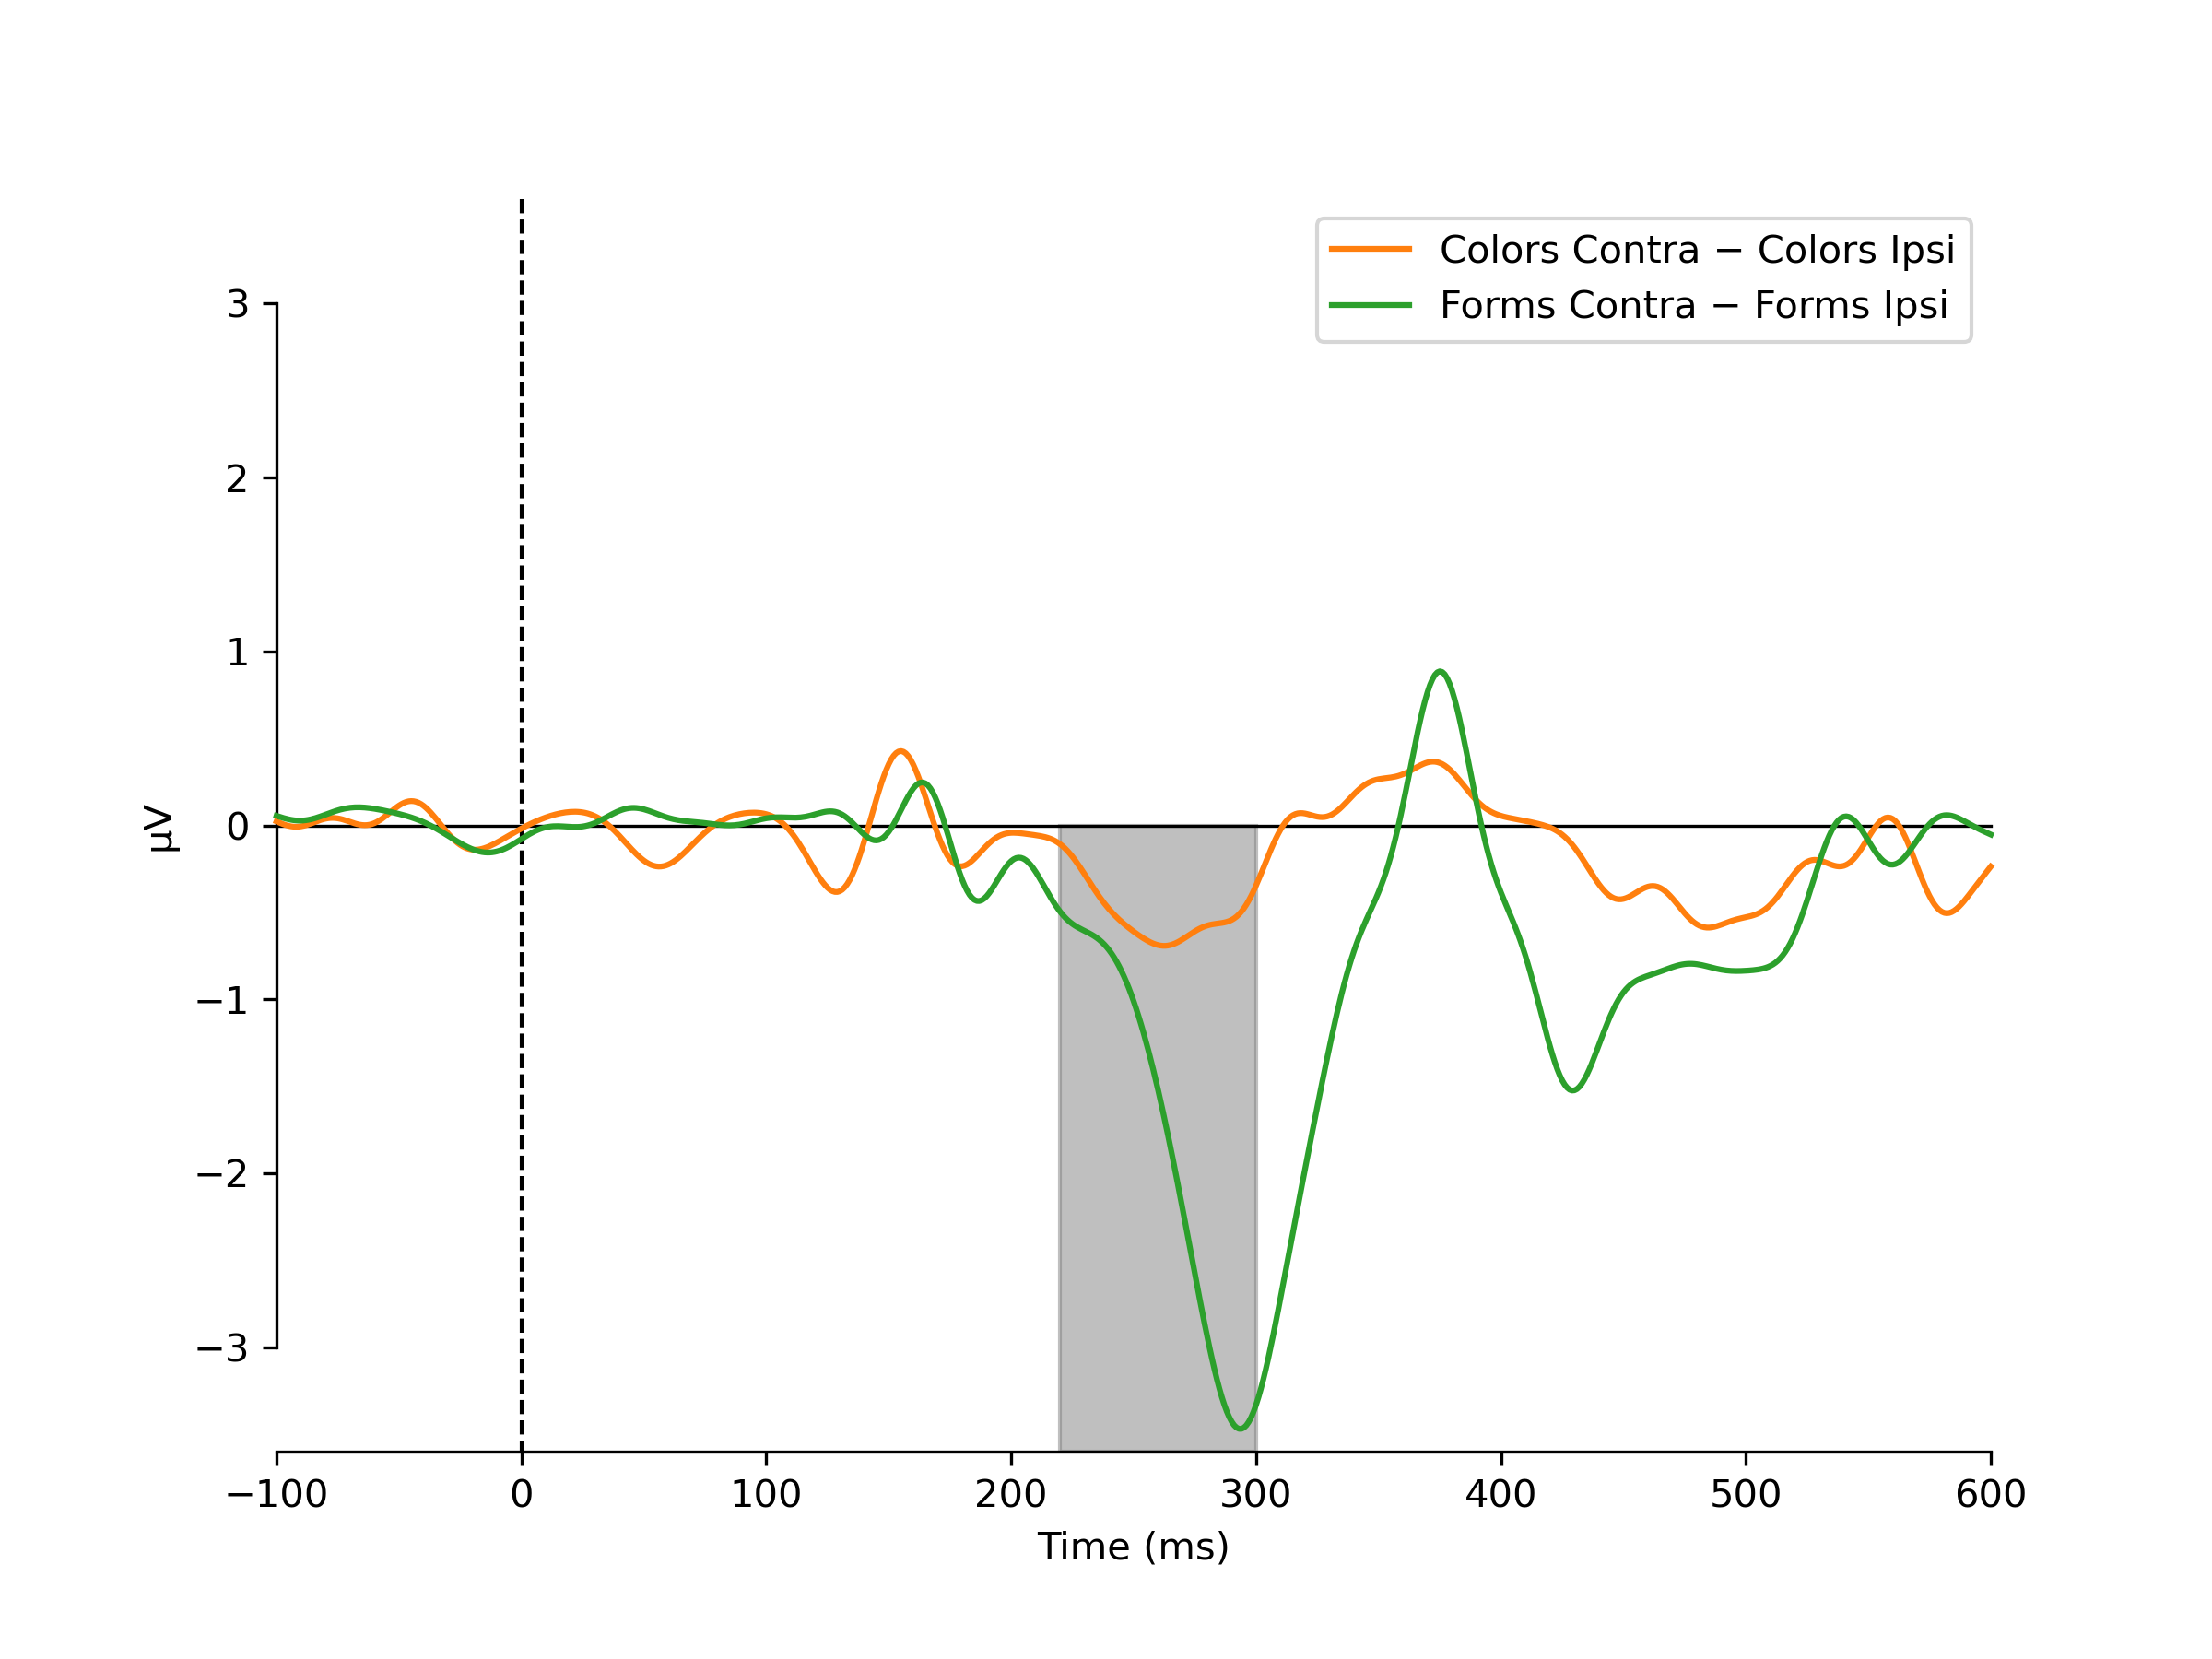 Colors Contra − Colors Ipsi
Forms Contra − Forms Ipsi
3
2
1
0
−1
−2
−3
µV
−100 0 100 200 300 400 500 600
Time (ms)